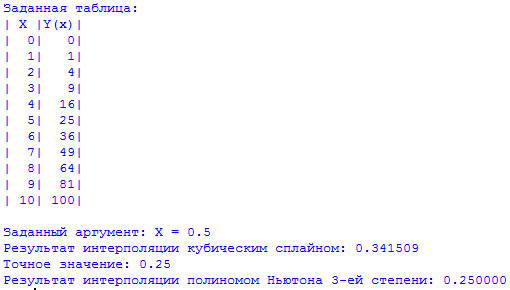 Заданная таблица:
| X |Y(x)|
|  0|   0|
|  1|   1|
|  2|   4|
|  3|   9|
|  4|  16|
|  5|  25|
|  6|  36|
|  7|  49|
|  8|  64|
|  9|  81|
| 10| 100|
Заданный аргумент: X = 0.5
Результат интерполяции кубическим сплайном: 0.341509
Точное значение: 0.25
Результат интерполяции полиномом Ньютона 3-ей степени: 0.250000